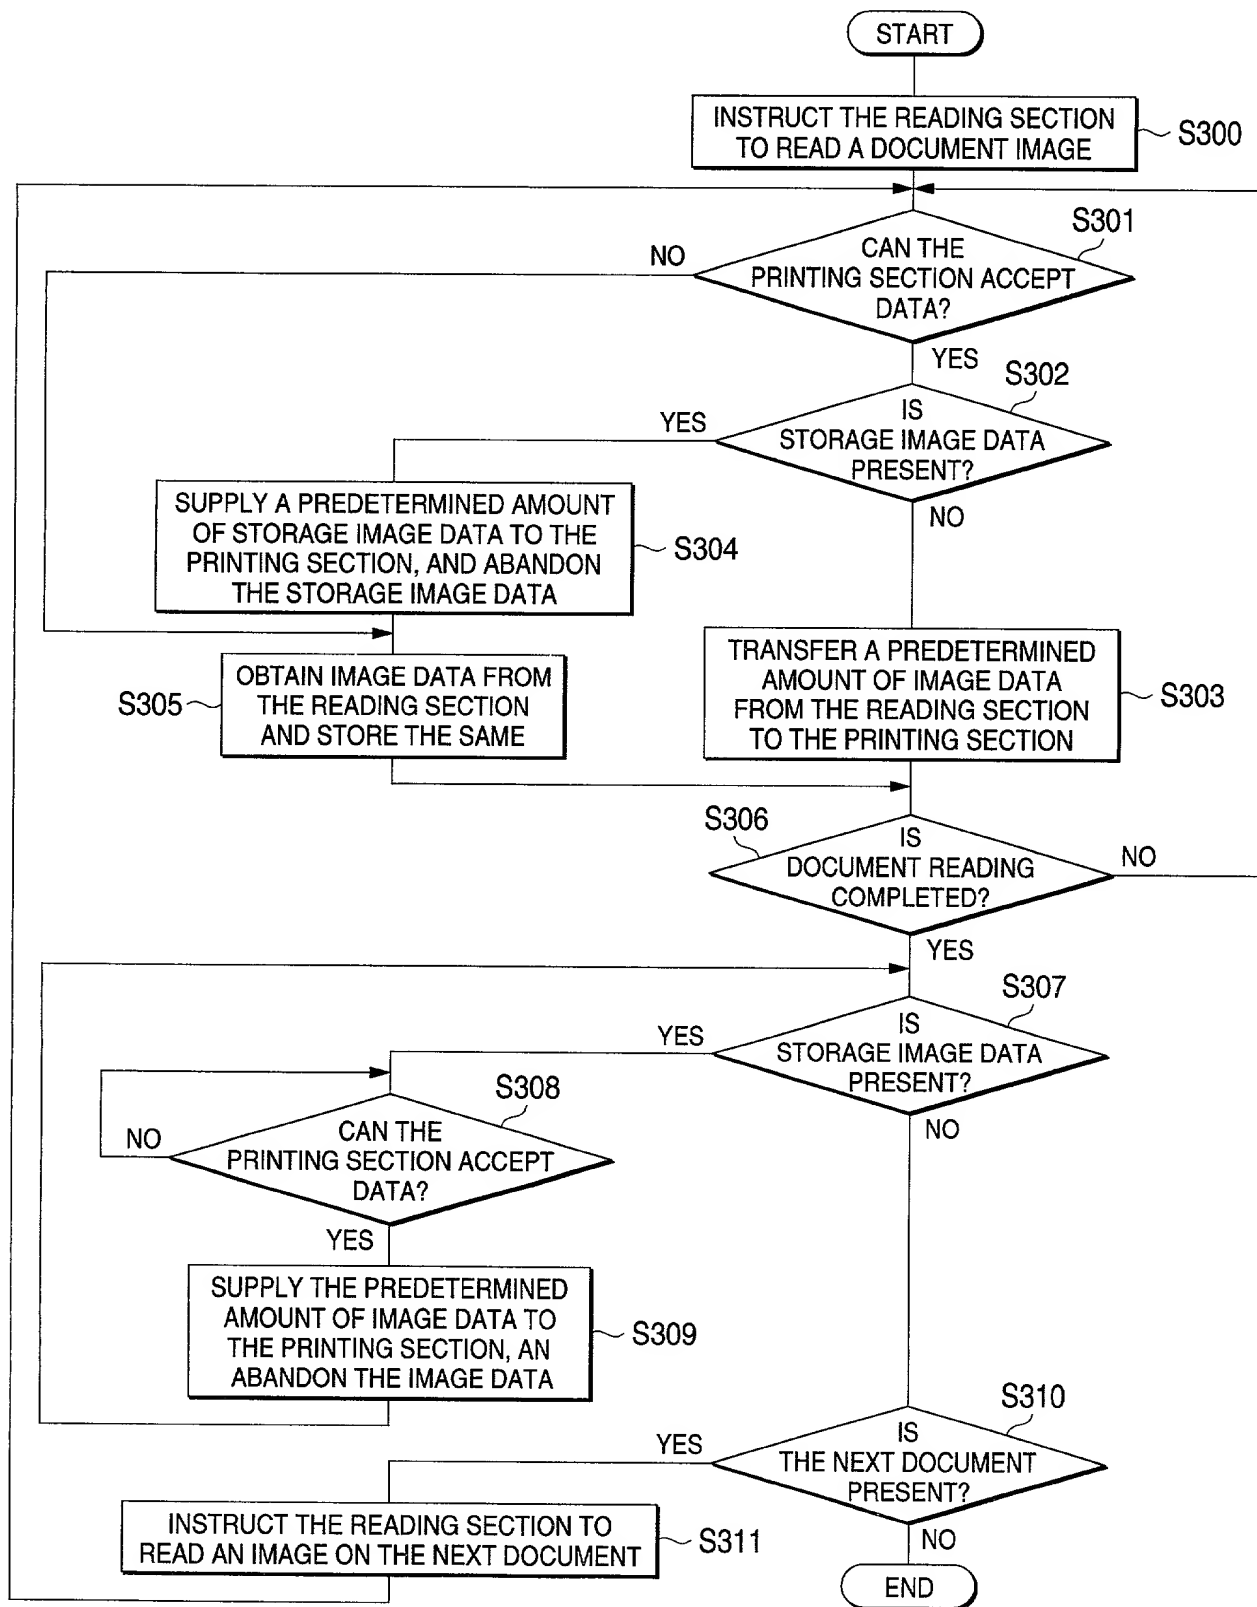 START
INSTRUCT THE READING SECTION
TO READ A DOCUMENT IMAGE
S300
S301
CAN THE
PRINTING SECTION ACCEPT
DATA?
NO
YES
S302
IS
STORAGE IMAGE DATA
PRESENT?
YES
NO
SUPPLY A PREDETERMINED AMOUNT
OF STORAGE IMAGE DATA TO THE
PRINTING SECTION, AND ABANDON
THE STORAGE IMAGE DATA
S304
S305
OBTAIN IMAGE DATA FROM
THE READING SECTION
AND STORE THE SAME
TRANSFER A PREDETERMINED
AMOUNT OF IMAGE DATA
FROM THE READING SECTION
TO THE PRINTING SECTION
S303
S306
IS
DOCUMENT READING
COMPLETED?
NO
YES
S307
IS
STORAGE IMAGE DATA
PRESENT?
YES
NO
S308
CAN THE
PRINTING SECTION ACCEPT
DATA?
NO
YES
SUPPLY THE PREDETERMINED
AMOUNT OF IMAGE DATA TO
THE PRINTING SECTION, AN
ABANDON THE IMAGE DATA
S309
S310
IS
THE NEXT DOCUMENT
PRESENT?
YES
NO
INSTRUCT THE READING SECTION TO
READ AN IMAGE ON THE NEXT DOCUMENT
S311
END